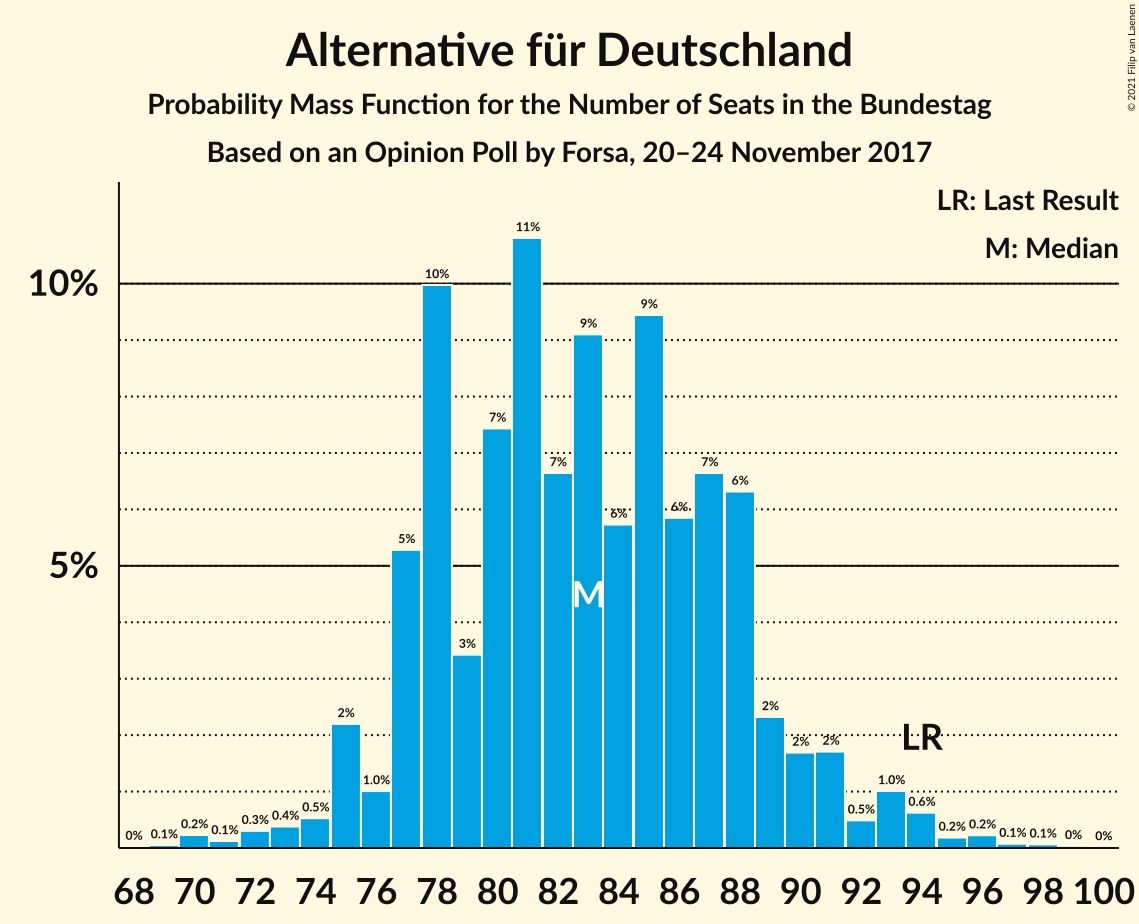 © 2021 Filip van Laenen
Alternative für Deutschland
Probability Mass Function for the Number of Seats in the Bundestag
Based on an Opinion Poll by Forsa, 20–24 November 2017
LR: Last Result
M: Median
10%
5%
0% 0.1% 0.2% 0.1% 0.3% 0.4% 0.5% 2% 1.0% 5% 10% 3% 7% 11% 7% 9% 6% 9% 6% 7% 6% 2% 2% 2% 0.5% 1.0% 0.6% 0.2% 0.2% 0.1% 0.1% 0% 0%
M
LR
68 70 72 74 76 78 80 82 84 86 88 90 92 94 96 98 100